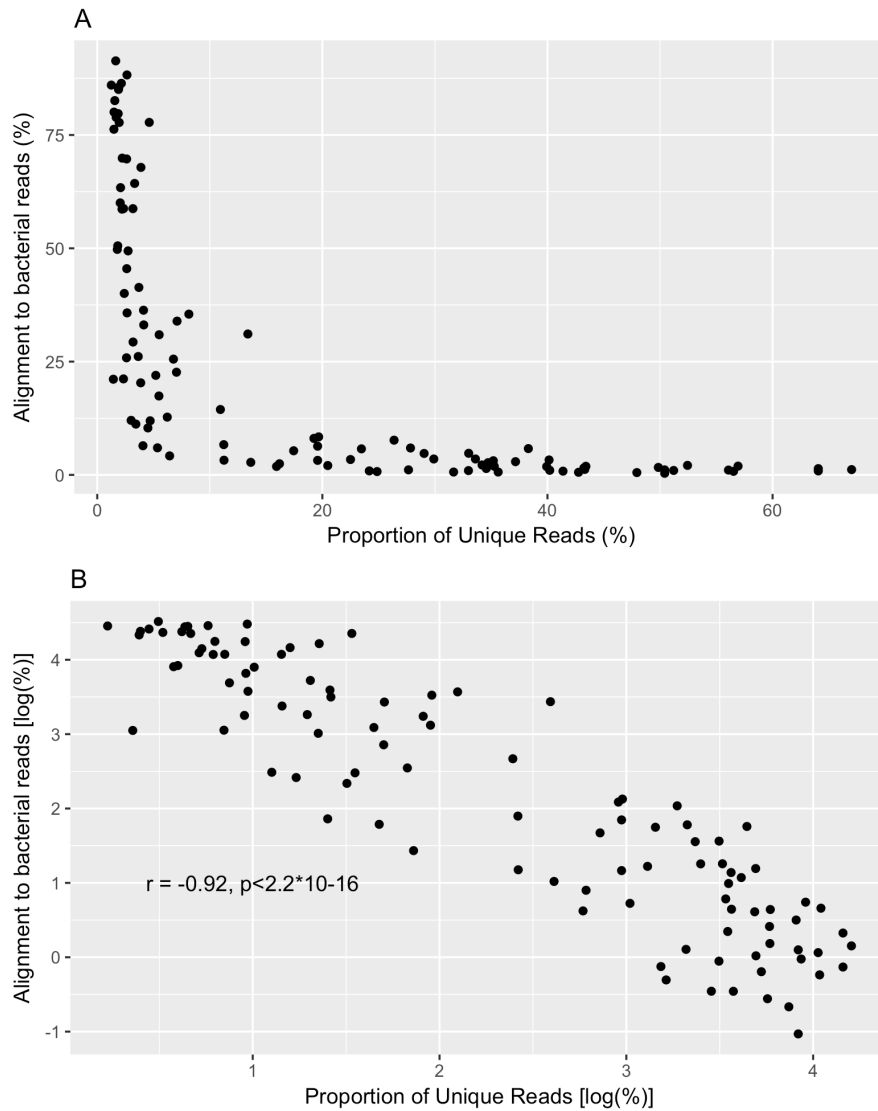 A
Alignment to bacterial reads (%)
75
50
25
0
0 20 40 60
Proportion of Unique Reads (%)
B
Alignment to bacterial reads [log(%)]
4
3
2
1
0
-1
r = -0.92, p<2.2*10-16
1 2 3 4
Proportion of Unique Reads [log(%)]